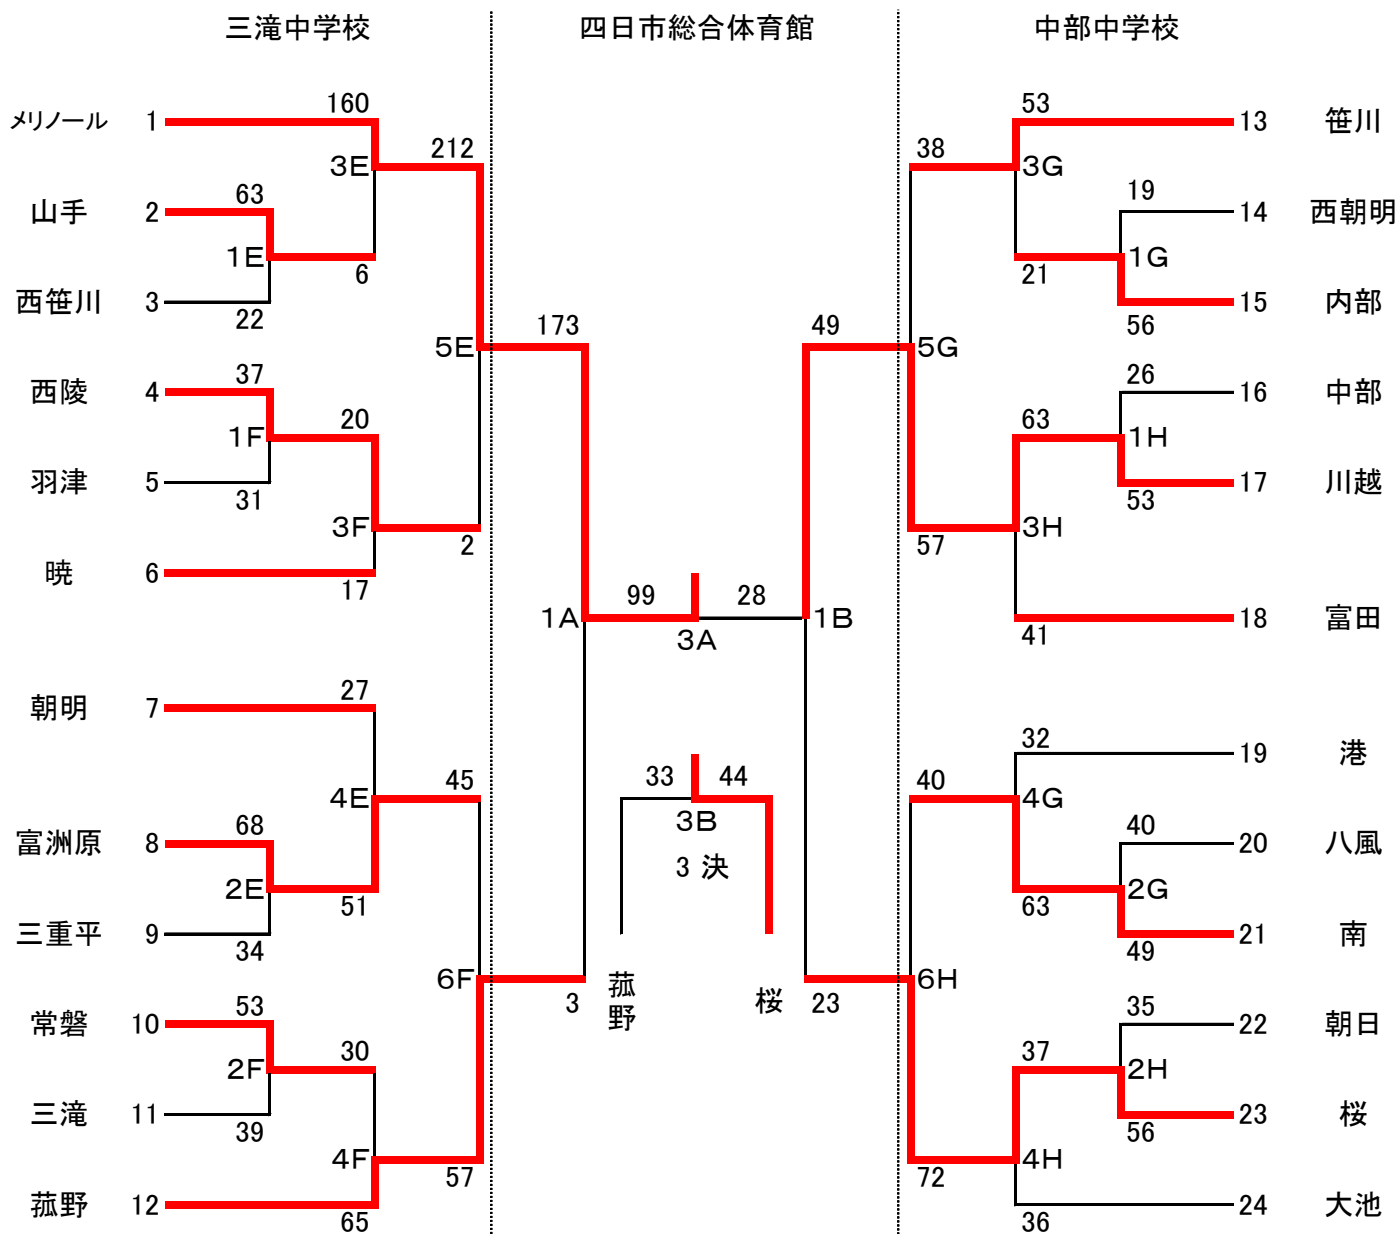 三滝中学校 四日市総合体育館 中部中学校
160 53
メリノール 1 13 笹川
212 38
3E 3G
63 19
山手 2 14 西朝明
1E 1G
6 21
西笹川 3 15 内部
22 56
173 49
5E 5G
37 26
西陵 4 16 中部
20 63
1F 1H
羽津 5 17 川越
31 53
3F 3H
2 57
暁 6
17
99 28
1A 1B 18 富田
3A 41
27
朝明 7
32
19 港
45 33 44 40
4E 4G
68 3B 40
富洲原 8 20 八風
3 決
2E 2G
51 63
三重平 9 21 南
34 49
6F 6H
3 菰野 桜 23
53 35
常磐 10 22 朝日
30 37
2F 2H
三滝 11 23 桜
39 56
4F 4H
57 72
菰野 12 24 大池
65 36